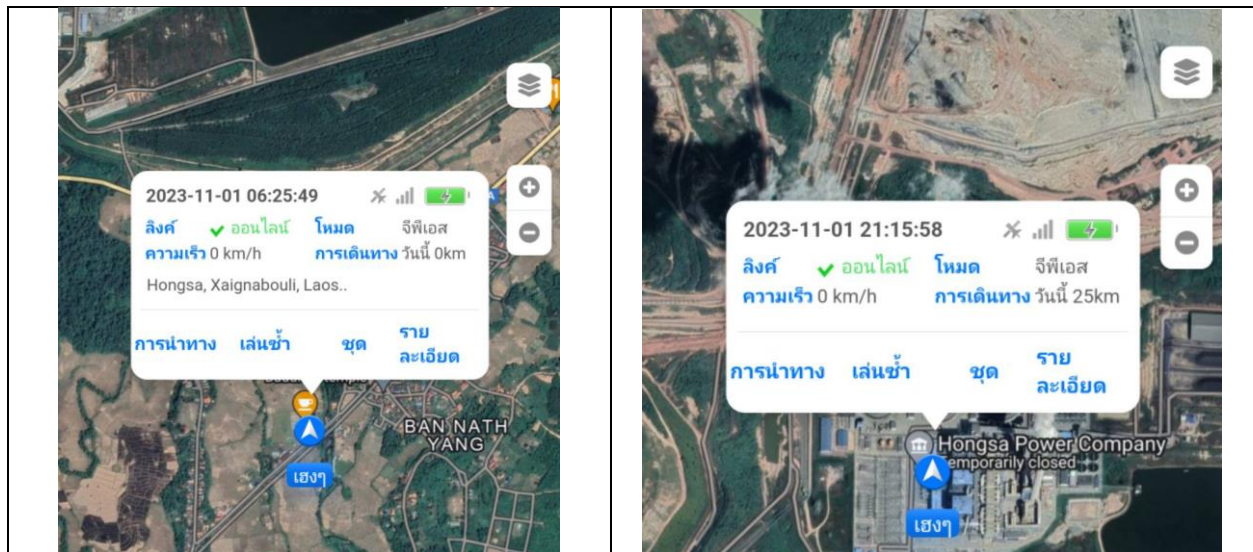 2023-11-01 06:25:49
ลิงค์ ออนไลน์ โหมด จีพีเอส
ความเร็ว 0 km/h การเดินทาง วันนี้ 0km
Hongsa, Xaignabouli, Laos..
การนำทาง เล่นซ้ำ ชุด ราย
ละเอียด
BAN NATH
YANG
เฮงๆ
2023-11-01 21:15:58
ลิงค์ ออนไลน์ โหมด จีพีเอส
ความเร็ว 0 km/h การเดินทาง วันนี้ 25km
การนำทาง เล่นซ้ำ ชุด ราย
ละเอียด
Hongsa Power Company
emporarily closed
เฮงๆ